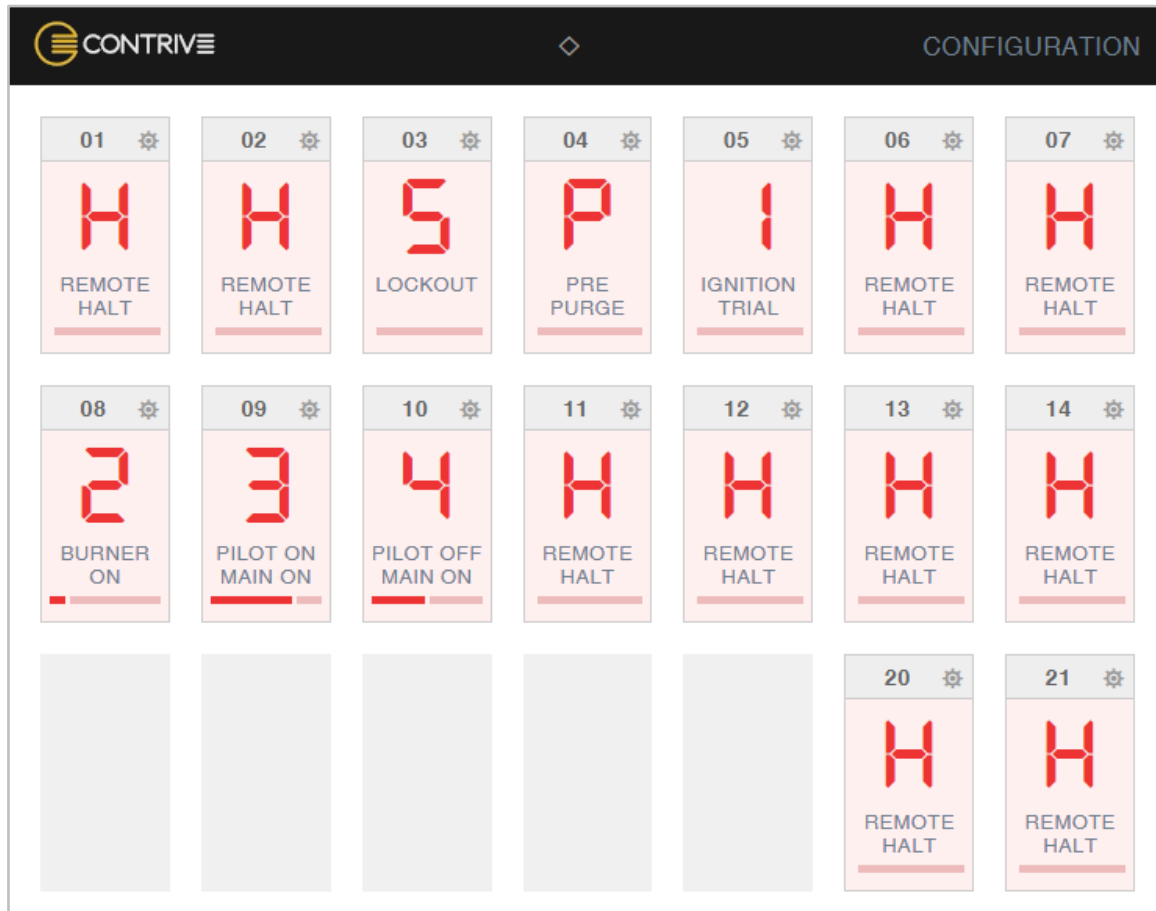 CONTRIVE
CONFIGURATION
01 02 03 04 05 06 07
H H 5 P 1 H H
REMOTE REMOTE LOCKOUT PRE IGNITION REMOTE REMOTE
HALT HALT PURGE TRIAL HALT HALT
08 09 10 11 12 13 14
2 3 4 H H H H
BURNER PILOT ON PILOT OFF REMOTE REMOTE REMOTE REMOTE
ON MAIN ON MAIN ON HALT HALT HALT HALT
20 21
H H
REMOTE REMOTE
HALT HALT